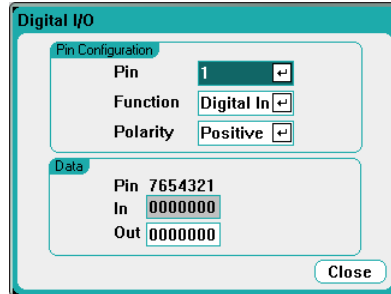 Digital I/O
Pin Configuration
Pin 1
Function Digital In
Polarity Positive
Data
Pin 7654321
In 0000000
Out 0000000
Close